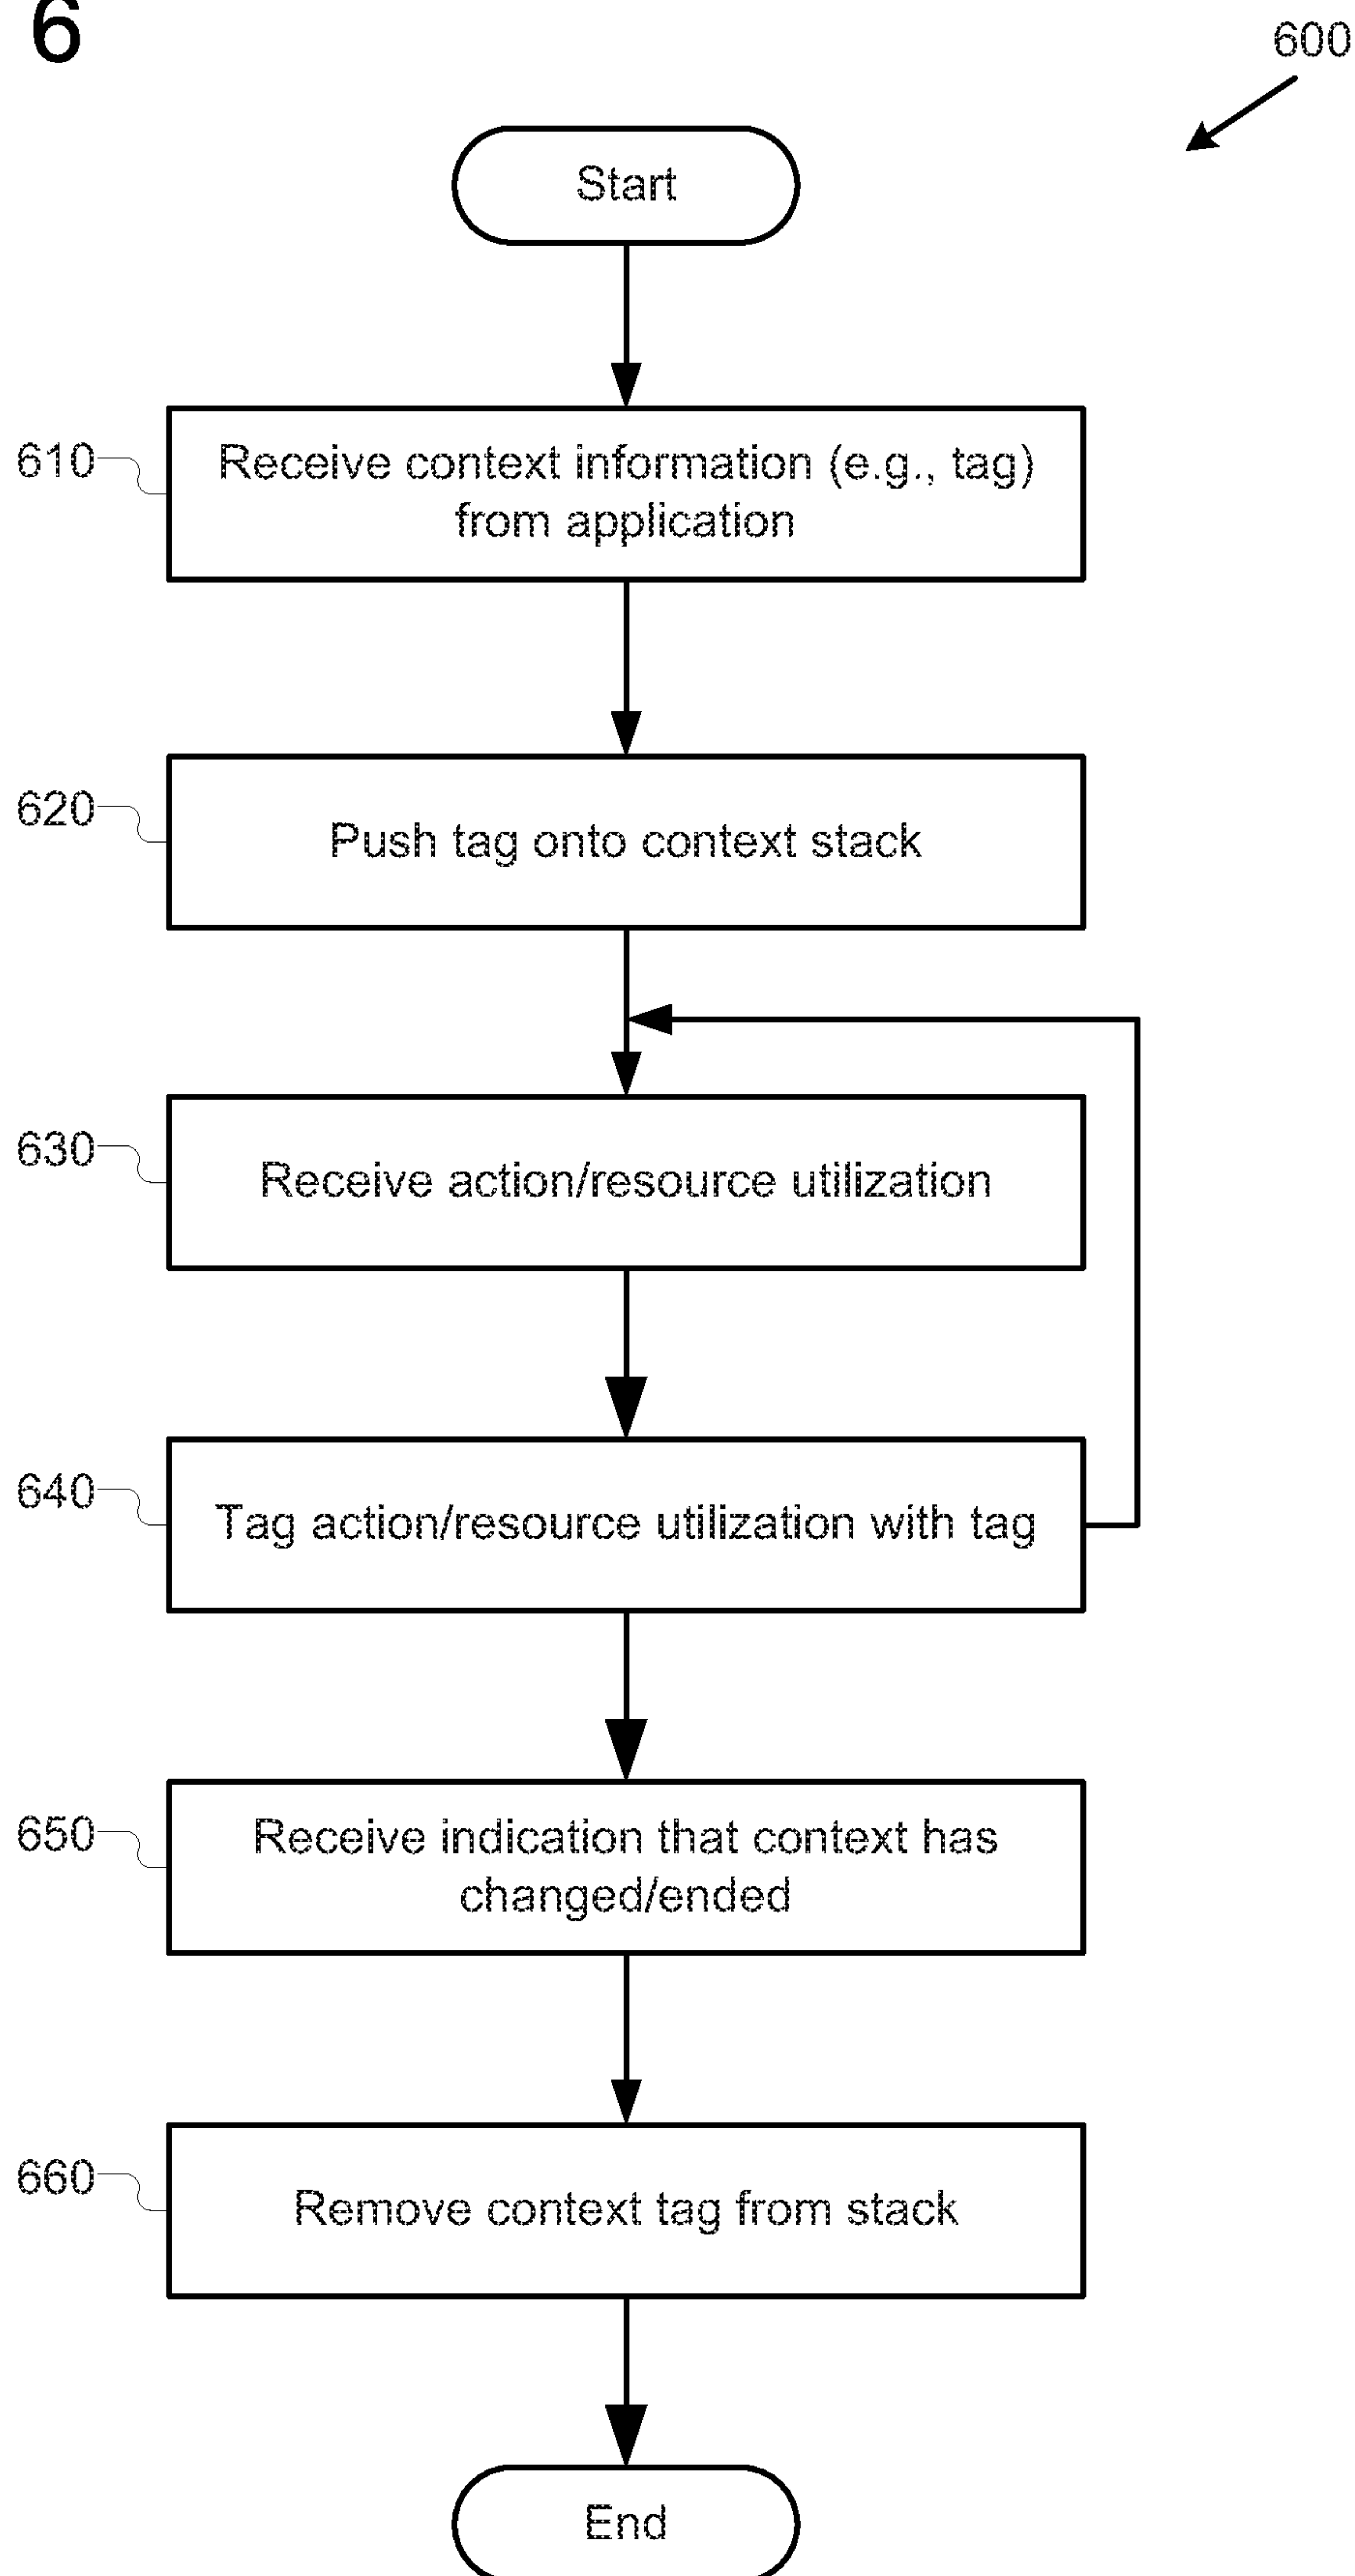 6
600
Start
610
Receive context information (e.g., tag)
from application
620
Push tag onto context stack
630
Receive action/resource utilization
640
Tag action/resource utilization with tag
650
Receive indication that context has
changed/ended
660
Remove context tag from stack
End